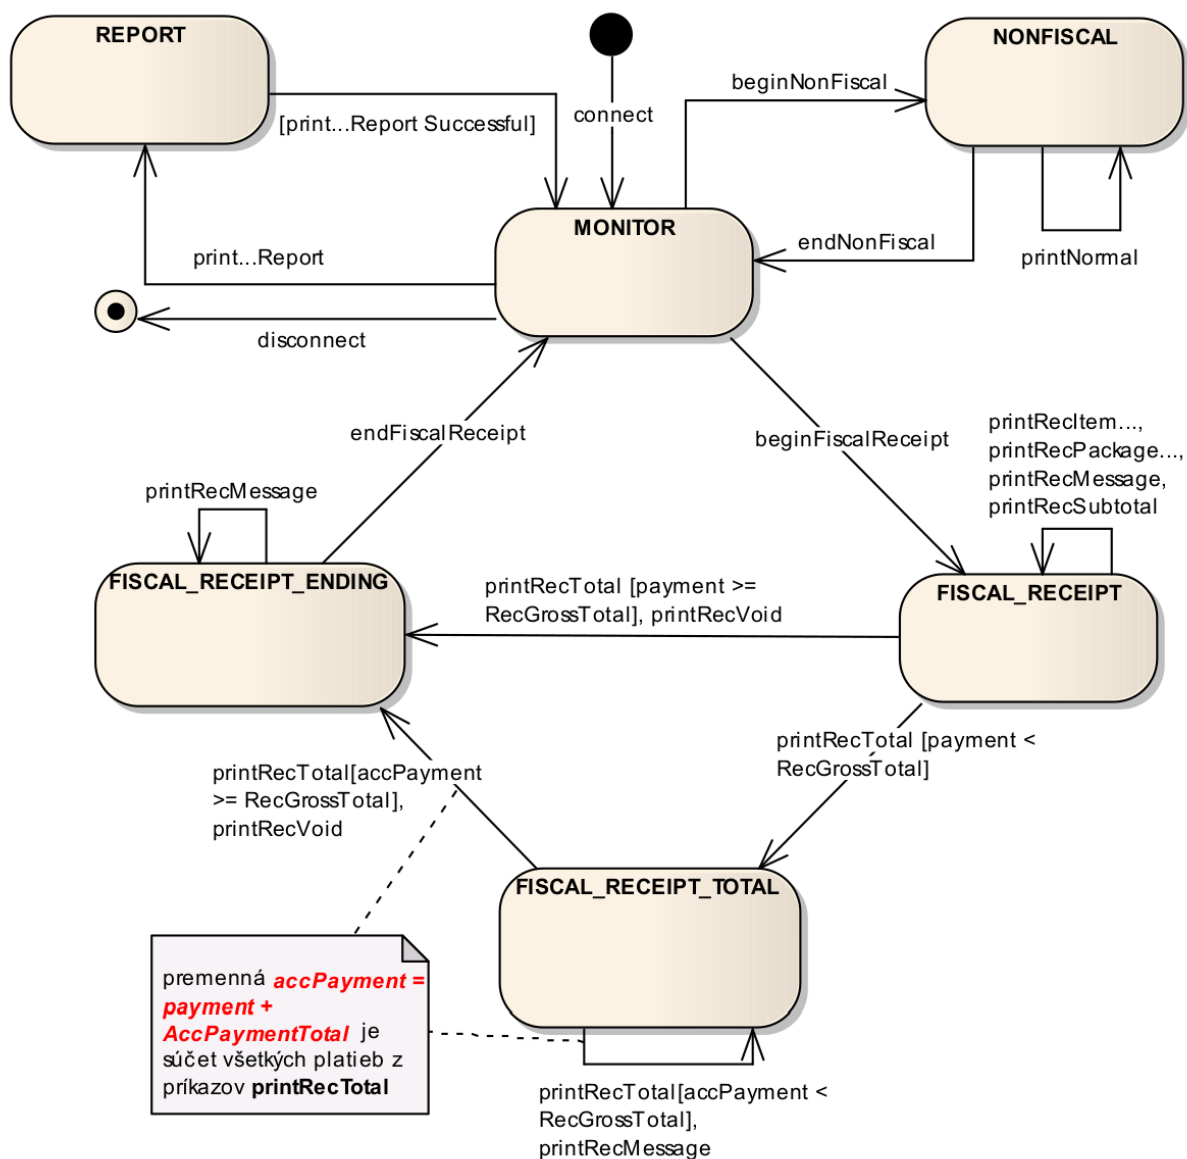 REPORT
NONFISCAL
beginNonFiscal
connect
[print...Report Successful]
MONITOR
endNonFiscal
print...Report
printNormal
disconnect
endFiscalReceipt
beginFiscalReceipt
printRecItem...,
printRecPackage...,
printRecMessage,
printRecSubtotal
printRecMessage
FISCAL_RECEIPT_ENDING
printRecTotal [payment >=
RecGrossTotal], printRecVoid
FISCAL_RECEIPT
printRecTotal [payment <
RecGrossTotal]
printRecTotal[accPayment
>= RecGrossTotal],
printRecVoid
FISCAL_RECEIPT_TOTAL
premenná accPayment =
payment +
AccPaymentTotal je
súčet všetkých platieb z
príkazov printRecTotal
printRecTotal[accPayment <
RecGrossTotal],
printRecMessage